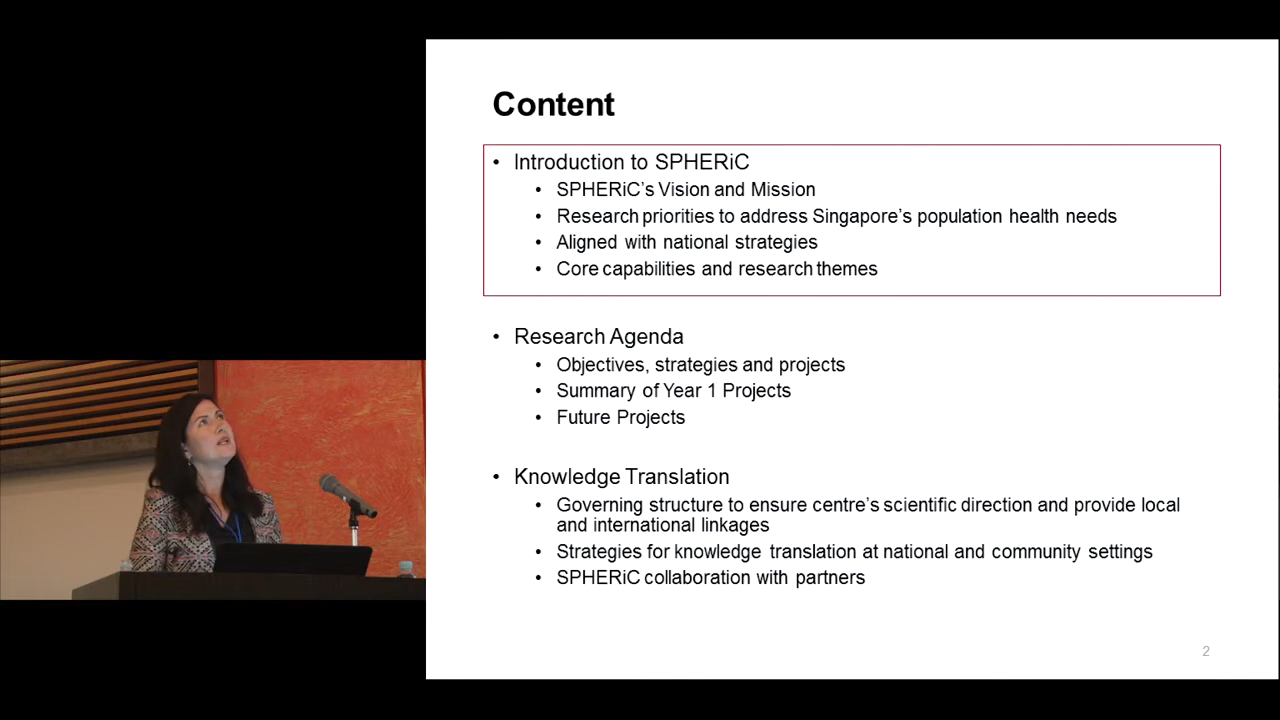 Content
• Introduction to SPHERiC
• SPHERiC's Vision and Mission
• Research priorities to address Singapore's population health needs
• Aligned with national strategies
• Core capabilities and research themes
• Research Agenda
• Objectives, strategies and projects
• Summary of Year 1 Projects
• Future Projects
• Knowledge Translation
• Governing structure to ensure centre's scientific direction and provide local
and international linkages
• Strategies for knowledge translation at national and community settings
• SPHERiC collaboration with partners
2